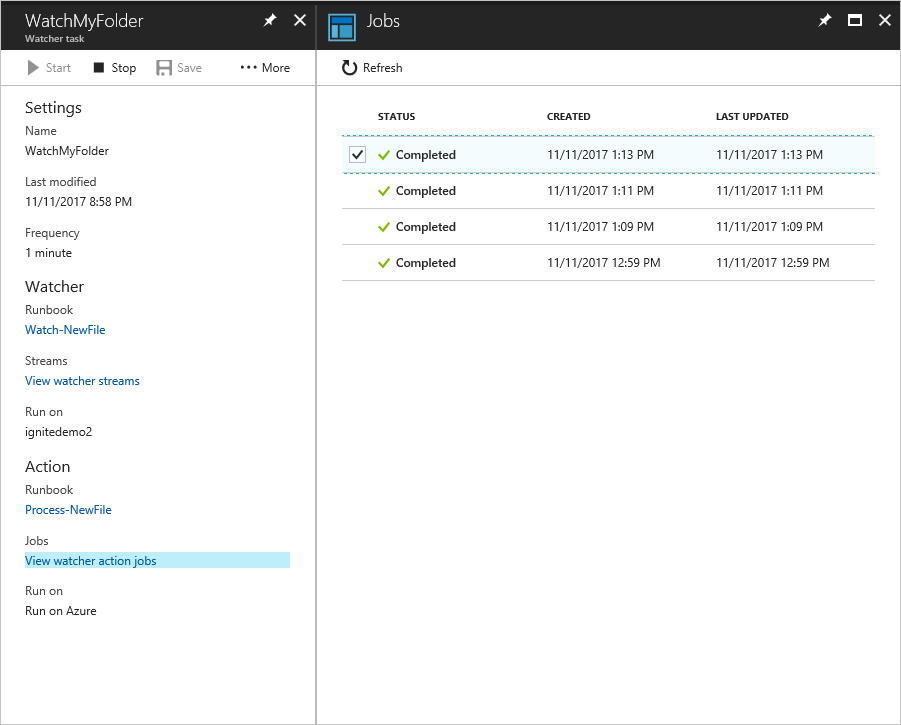 WatchMyFolder
Watcher task
Start
Stop
Save
More
Settings
Name
WatchMyFolder
Last modified
11/11/2017 8:58 PM
Frequency
1 minute
Watcher
Runbook
Watch-NewFile
Streams
View watcher streams
Run on
ignitedemo2
Action
Runbook
Process-NewFile
Jobs
View watcher action jobs
Run on
Run on Azure
Jobs
Refresh
STATUS CREATED LAST UPDATED
Completed 11/11/2017 1:13 PM 11/11/2017 1:13 PM
Completed 11/11/2017 1:11 PM 11/11/2017 1:11 PM
Completed 11/11/2017 1:09 PM 11/11/2017 1:09 PM
Completed 11/11/2017 12:59 PM 11/11/2017 12:59 PM